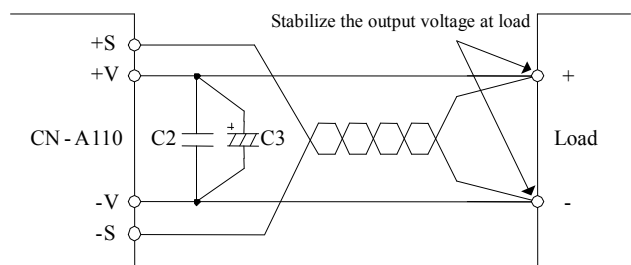 Stabilize the output voltage at load
+S
+V
+
CN-A110
C2
+
C3
Load
-V
-
-S